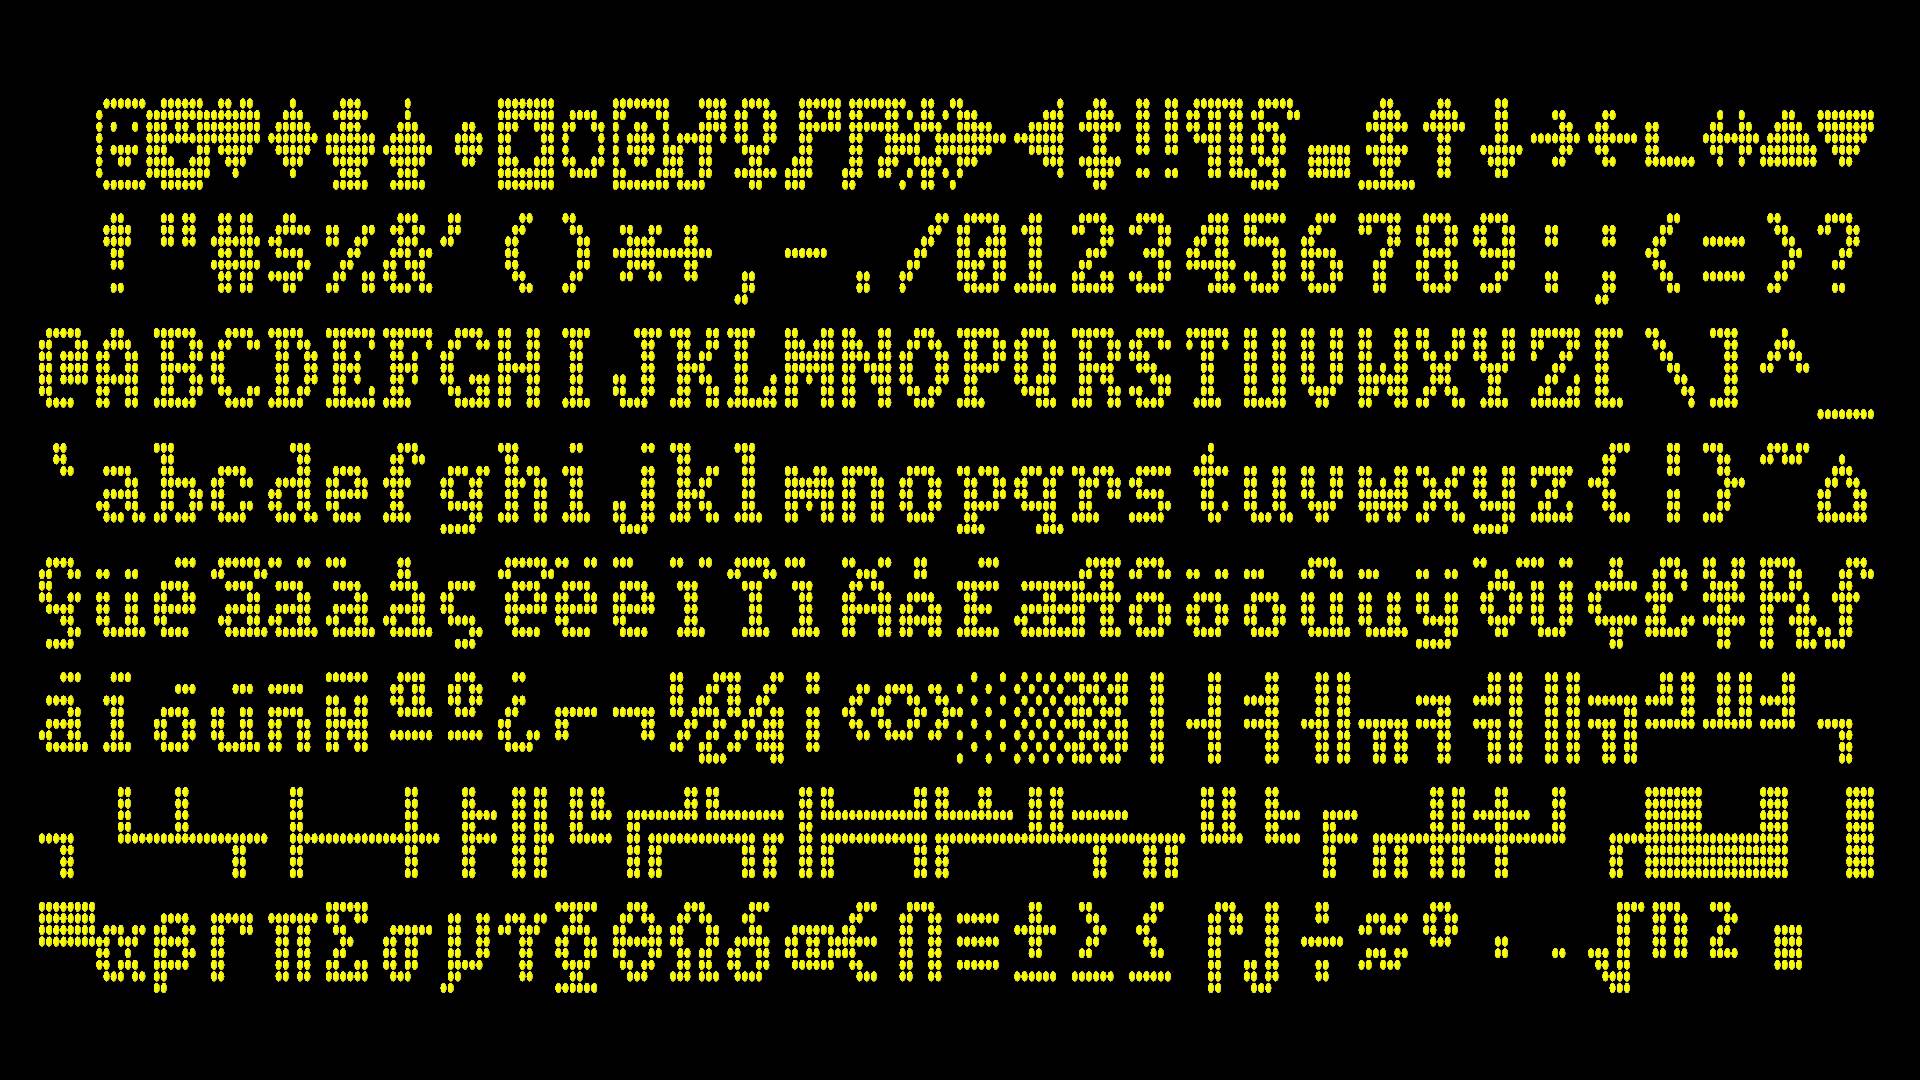 ☺☻♥♦♣♠•◘○◙♂♀♪♫☼►◄↕‼¶§▬↨↑↓→←∟↔▲▼
!"#$%&'()*+,-./0123456789:;<=>?
@ABCDEFGHIJKLMNOPQRSTUVWXYZ[\]^_
`abcdefghijklmnopqrstuvwxyz{|}~⌂
ÇüéâäàåçêëèïîìÄÅÉæÆôöòûùÿÖÜ¢£¥₧ƒ
áíóúñÑªº¿⌐¬½¼¡«»░▒▓│┤╡╢╖╕╣║╗╝╜╛┐
└┴┬├─┼╞╟╚╔╩╦╠═╬╧╨╤╥╙╘╒╓╫╪┘┌█▄▌▐▀
αßΓπΣσµτΦΘΩδ∞φε∩≡±≥≤⌠⌡÷≈°∙·√ⁿ²■